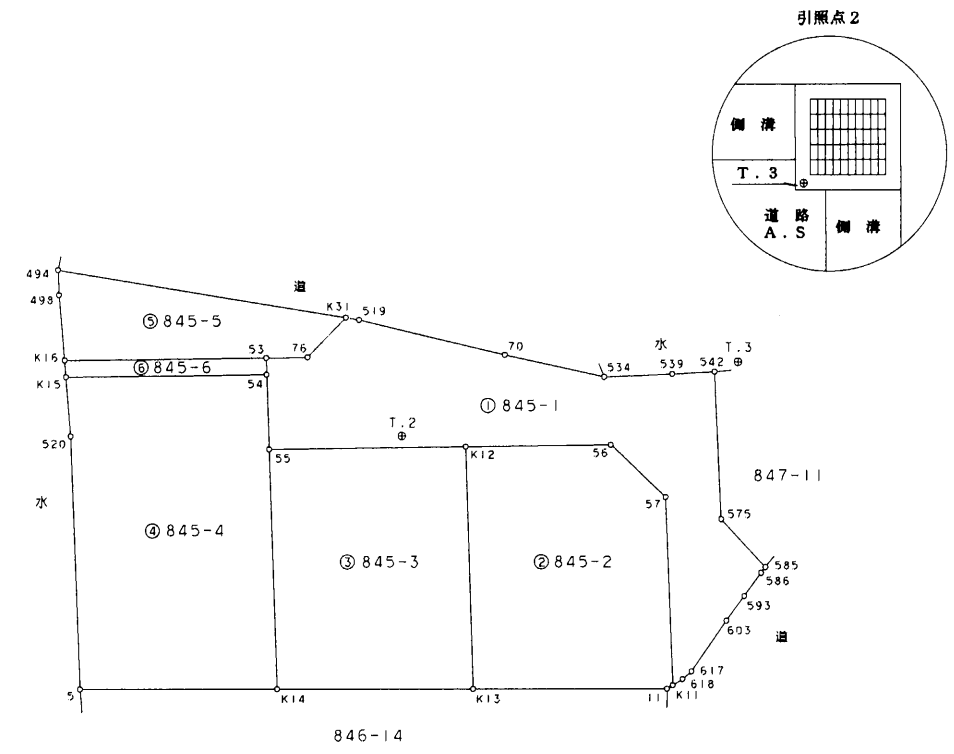 引照点2
側 溝
T.3
道 路
A.S
側 溝
494
498
道
K31
519
⑤845-5
K16
53
76
70
水
T.3
534
539
542
⑥845-6
K15
54
①845-1
T.2
520
55
K12
56
847-11
水
57
575
④845-4
③845-3
②845-2
585
586
593
603
道
617
618
5
K14
K13
11
K11
846-14